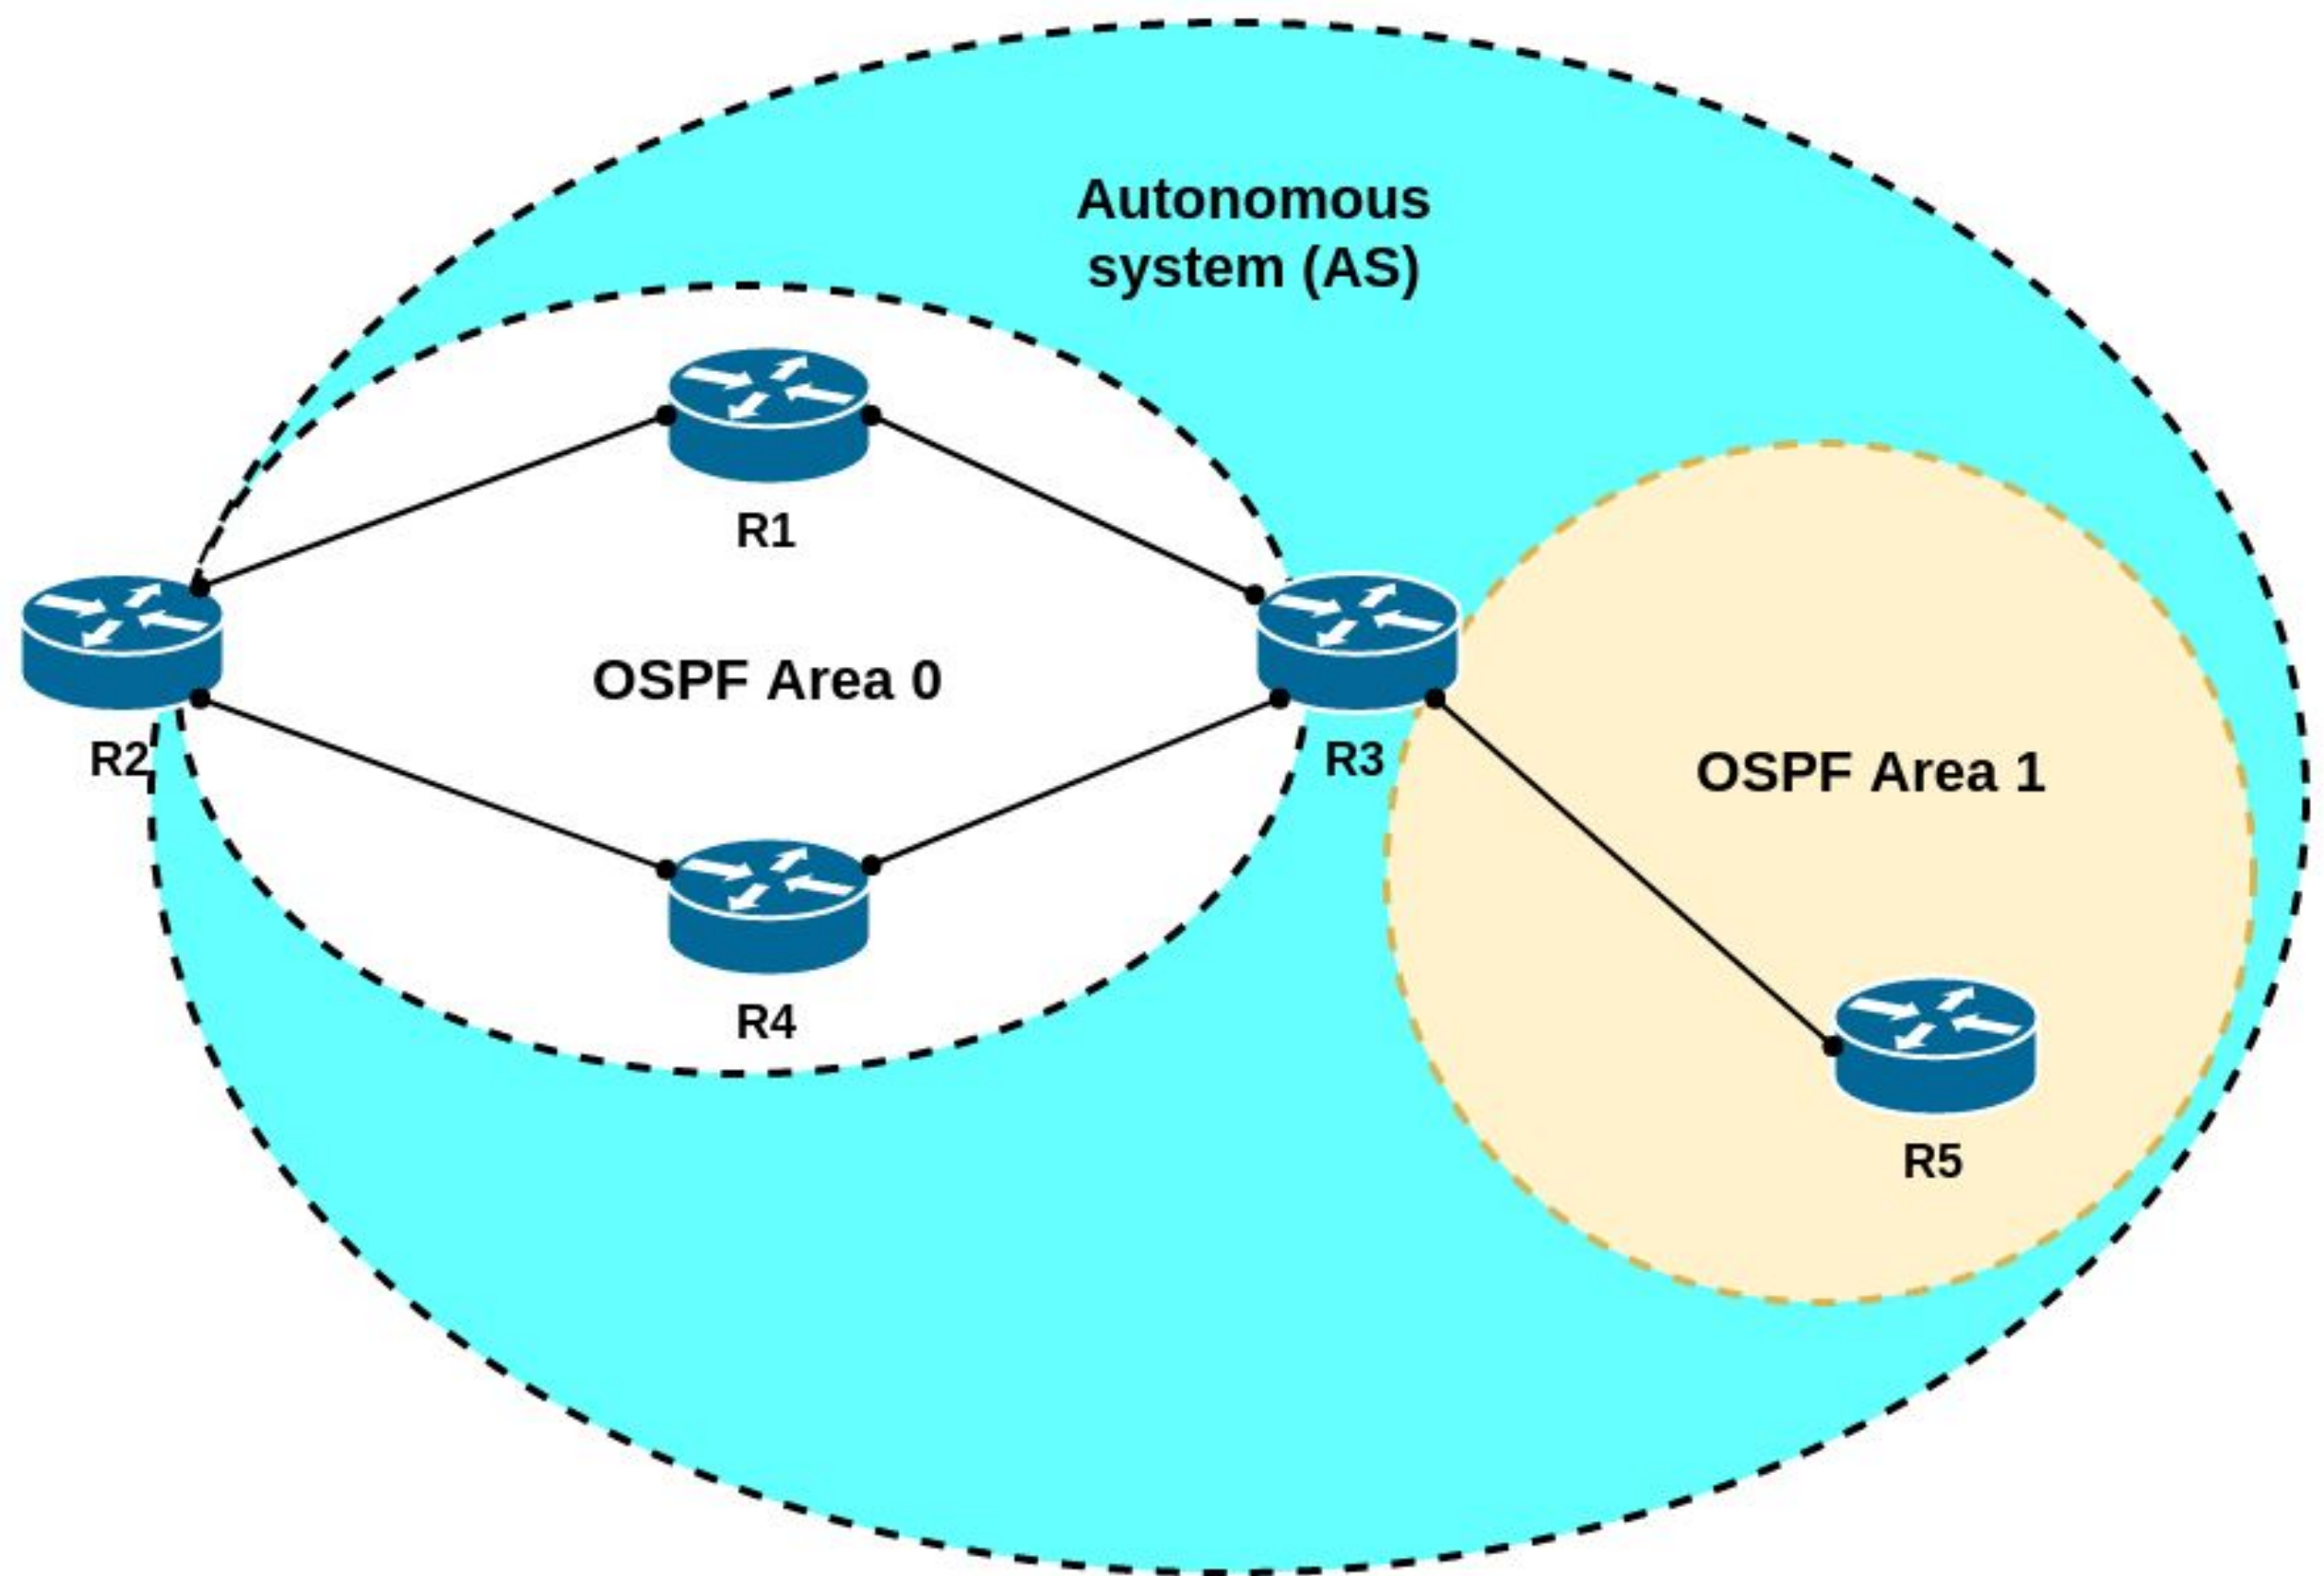 Autonomous
system (AS)
R1
OSPF Area 0
R2
R3
OSPF Area 1
R4
R5